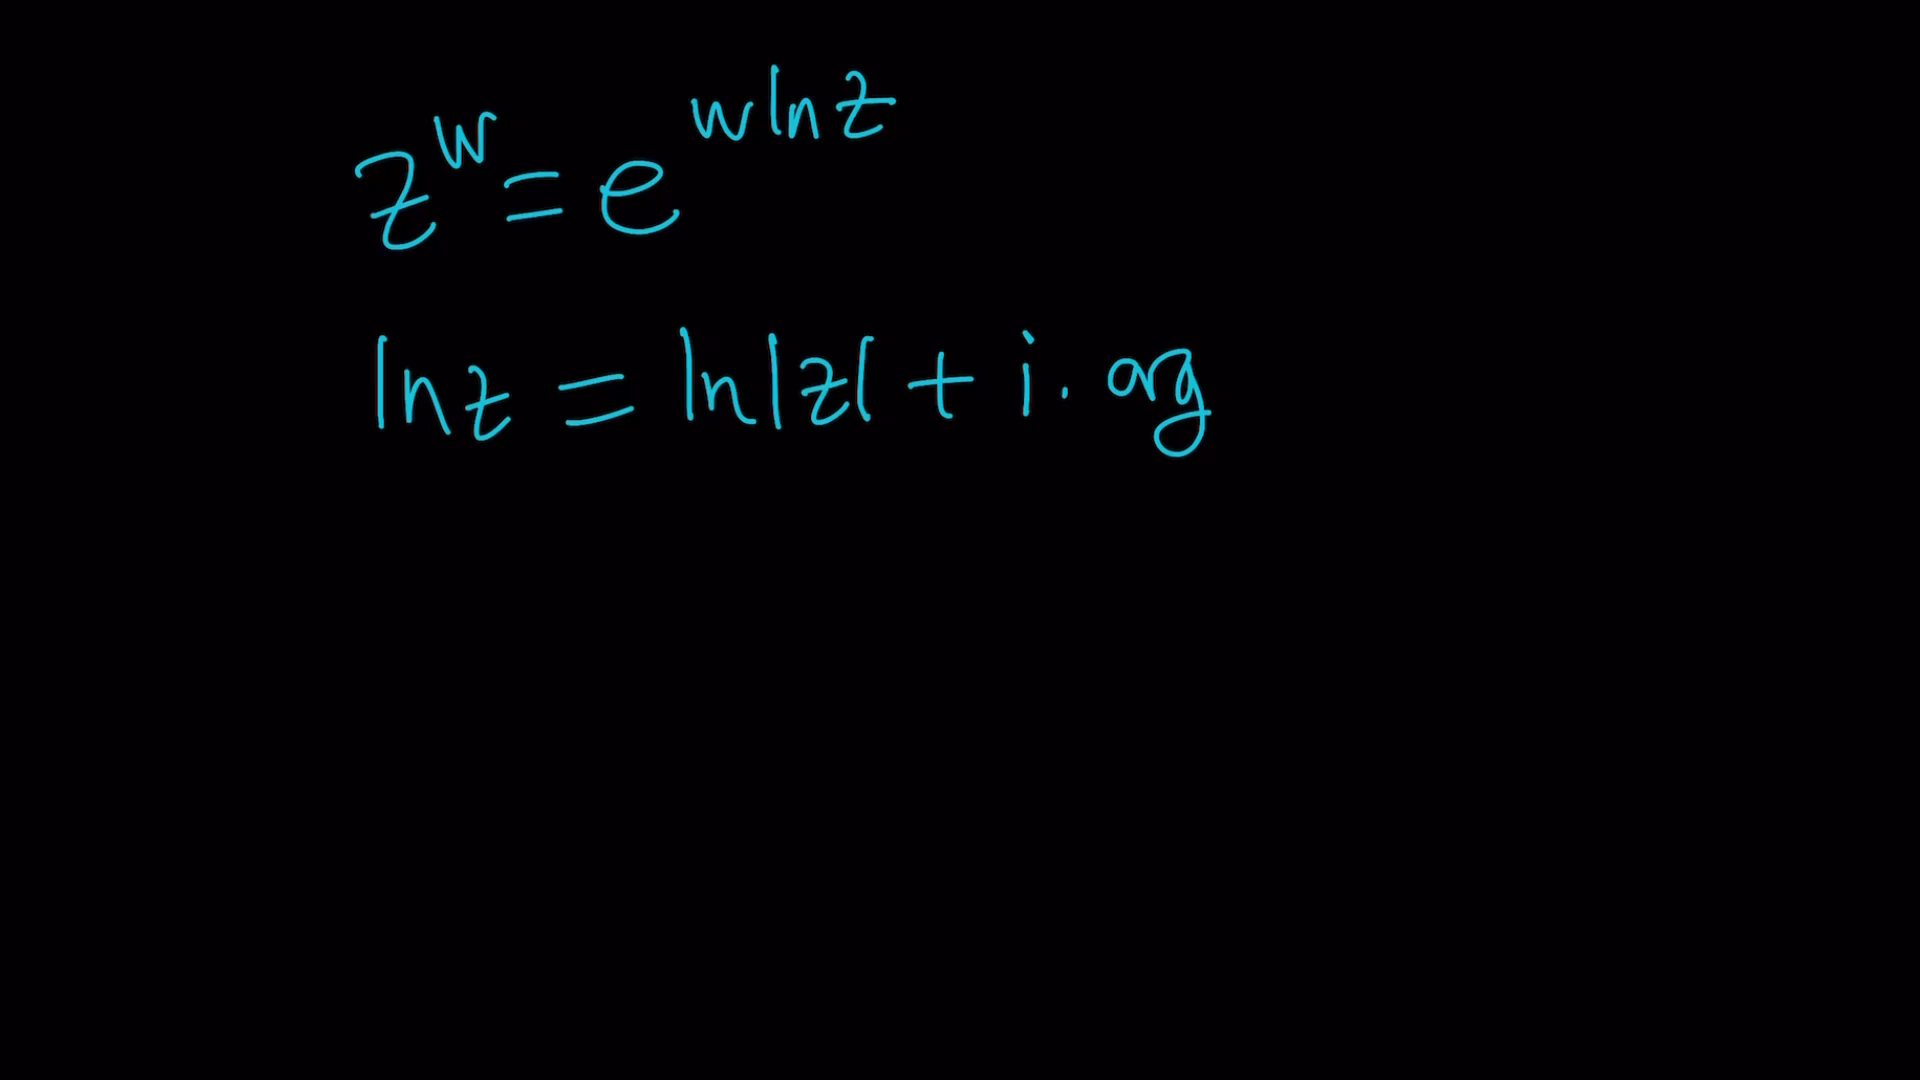 z^w = e^{w ln z}
ln z = ln|z| + i. arg